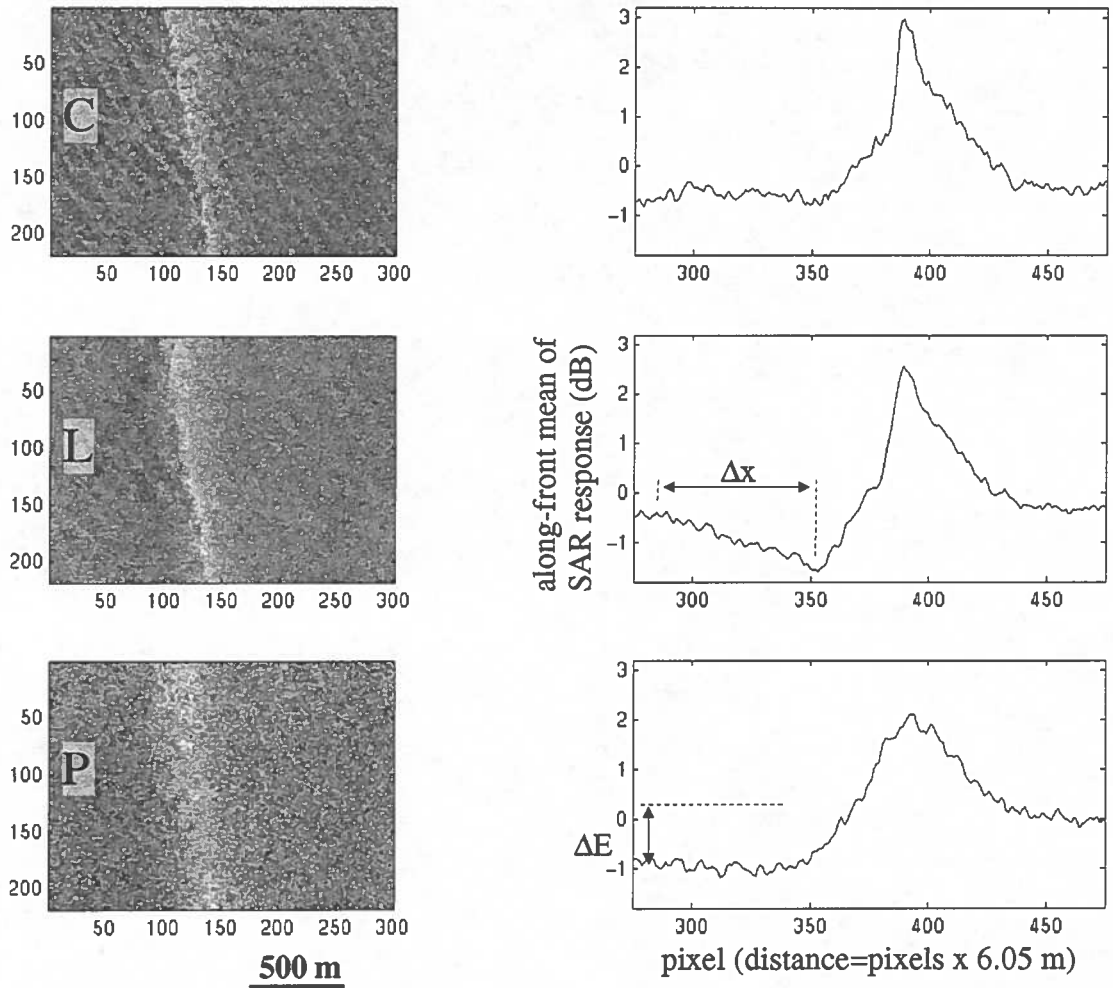 50
100
150
200
C
50 100 150 200 250 300
3
2
1
0
−1
300 350 400 450
50
100
150
200
L
50 100 150 200 250 300
along-front mean of
SAR response (dB)
3
2
1
0
−1
Δx
300 350 400 450
50
100
150
200
P
50 100 150 200 250 300
500 m
3
2
1
0
−1
ΔE
300 350 400 450
pixel (distance=pixels x 6.05 m)